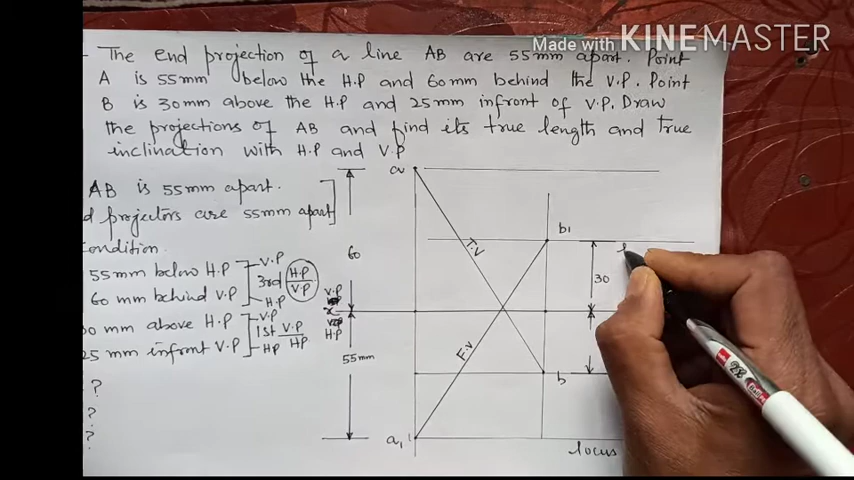 Made with KINEMASTER
- The end projection of a line AB are 55mm apart. Point
A is 55mm below the H.P and 60mm behind the V.P. Point
B is 30mm above the H.P and 25mm infront of V.P. Draw
the projections of AB and find its true length and True
inclination with H.P and V.P
AB is 55mm apart.
d projectors are 55mm apart
condition
55mm below H.P
60 mm behind V.P
V.P
3rd H.P
V.P
H.P
30 mm above H.P
25 mm infront V.P
V.P
1st V.P
HP
HP
?
?
?
a
60
V.P
x
H.P
55mm
a1
T.V
F.V
b1
30
b
locus